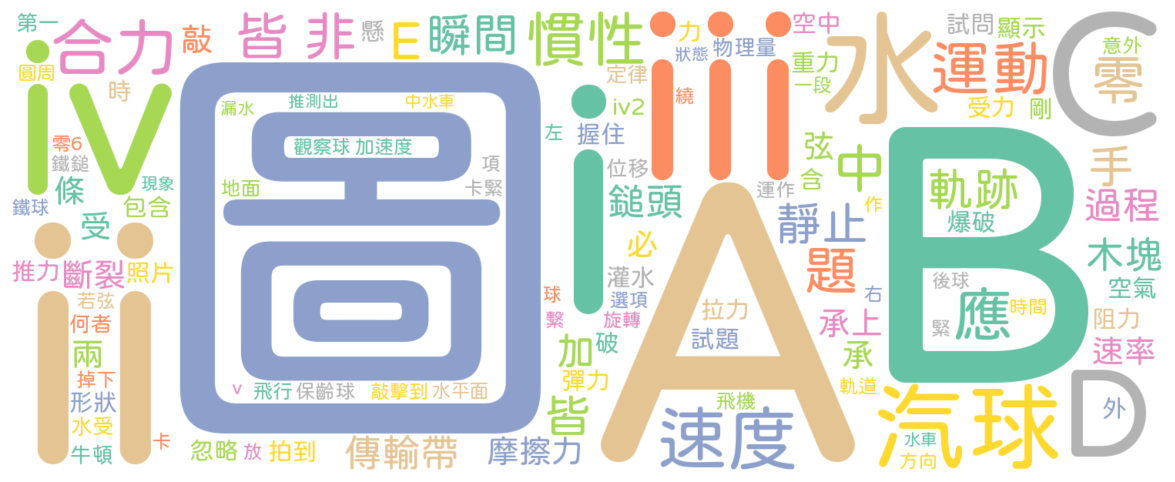 第一
圓周
合力
時
敲
皆
非
懸
E
瞬間
慣性
力
狀態
物理量
空中
iii
水
試問
顯示
運動
受力
剛
C
意外
零
iv
零6
鐵鎚
條
現象
鐵球
受
包含
圖
漏水
推測出
中水車
觀察球
加速度
項
地面
卡緊
定律
iv2
繞
重力
一段
左
握住
i
位移
弦
含
中
運作
作
鎚頭
靜止
必
題
B
軌跡
爆破
後球
緊
應
時間
手
過程
木塊
空氣
阻力
速率
ii
推力
斷裂
照片
若弦
何者
兩
掉下
形狀
水受
牛頓
卡
球
繫
灌水
選項
旋轉
A
拉力
試題
右
承上
承
加
破
彈力
v
飛行
保齡球
敲擊到
水平面
皆
飛機
軌道
汽球
D
外
忽略
放
拍到
傳輸帶
摩擦力
速度
水車
方向